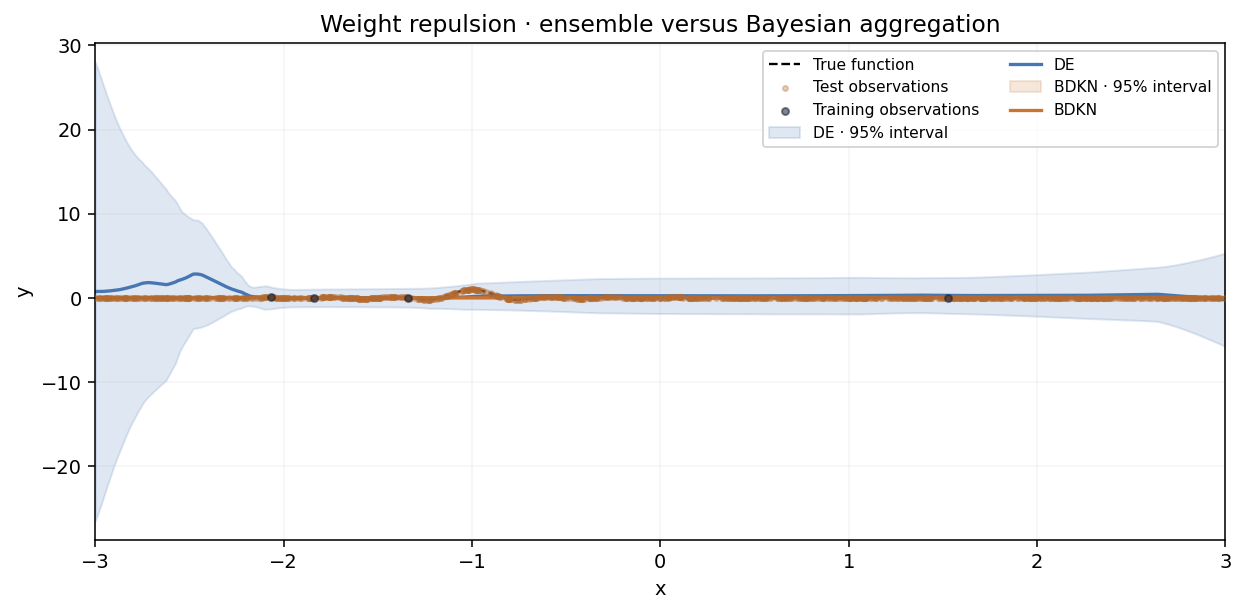 Weight repulsion · ensemble versus Bayesian aggregation
30
20
10
0
−10
−20
y
True function
Test observations
Training observations
DE · 95% interval
DE
BDKN · 95% interval
BDKN
−3
−2
−1
0
1
2
3
x